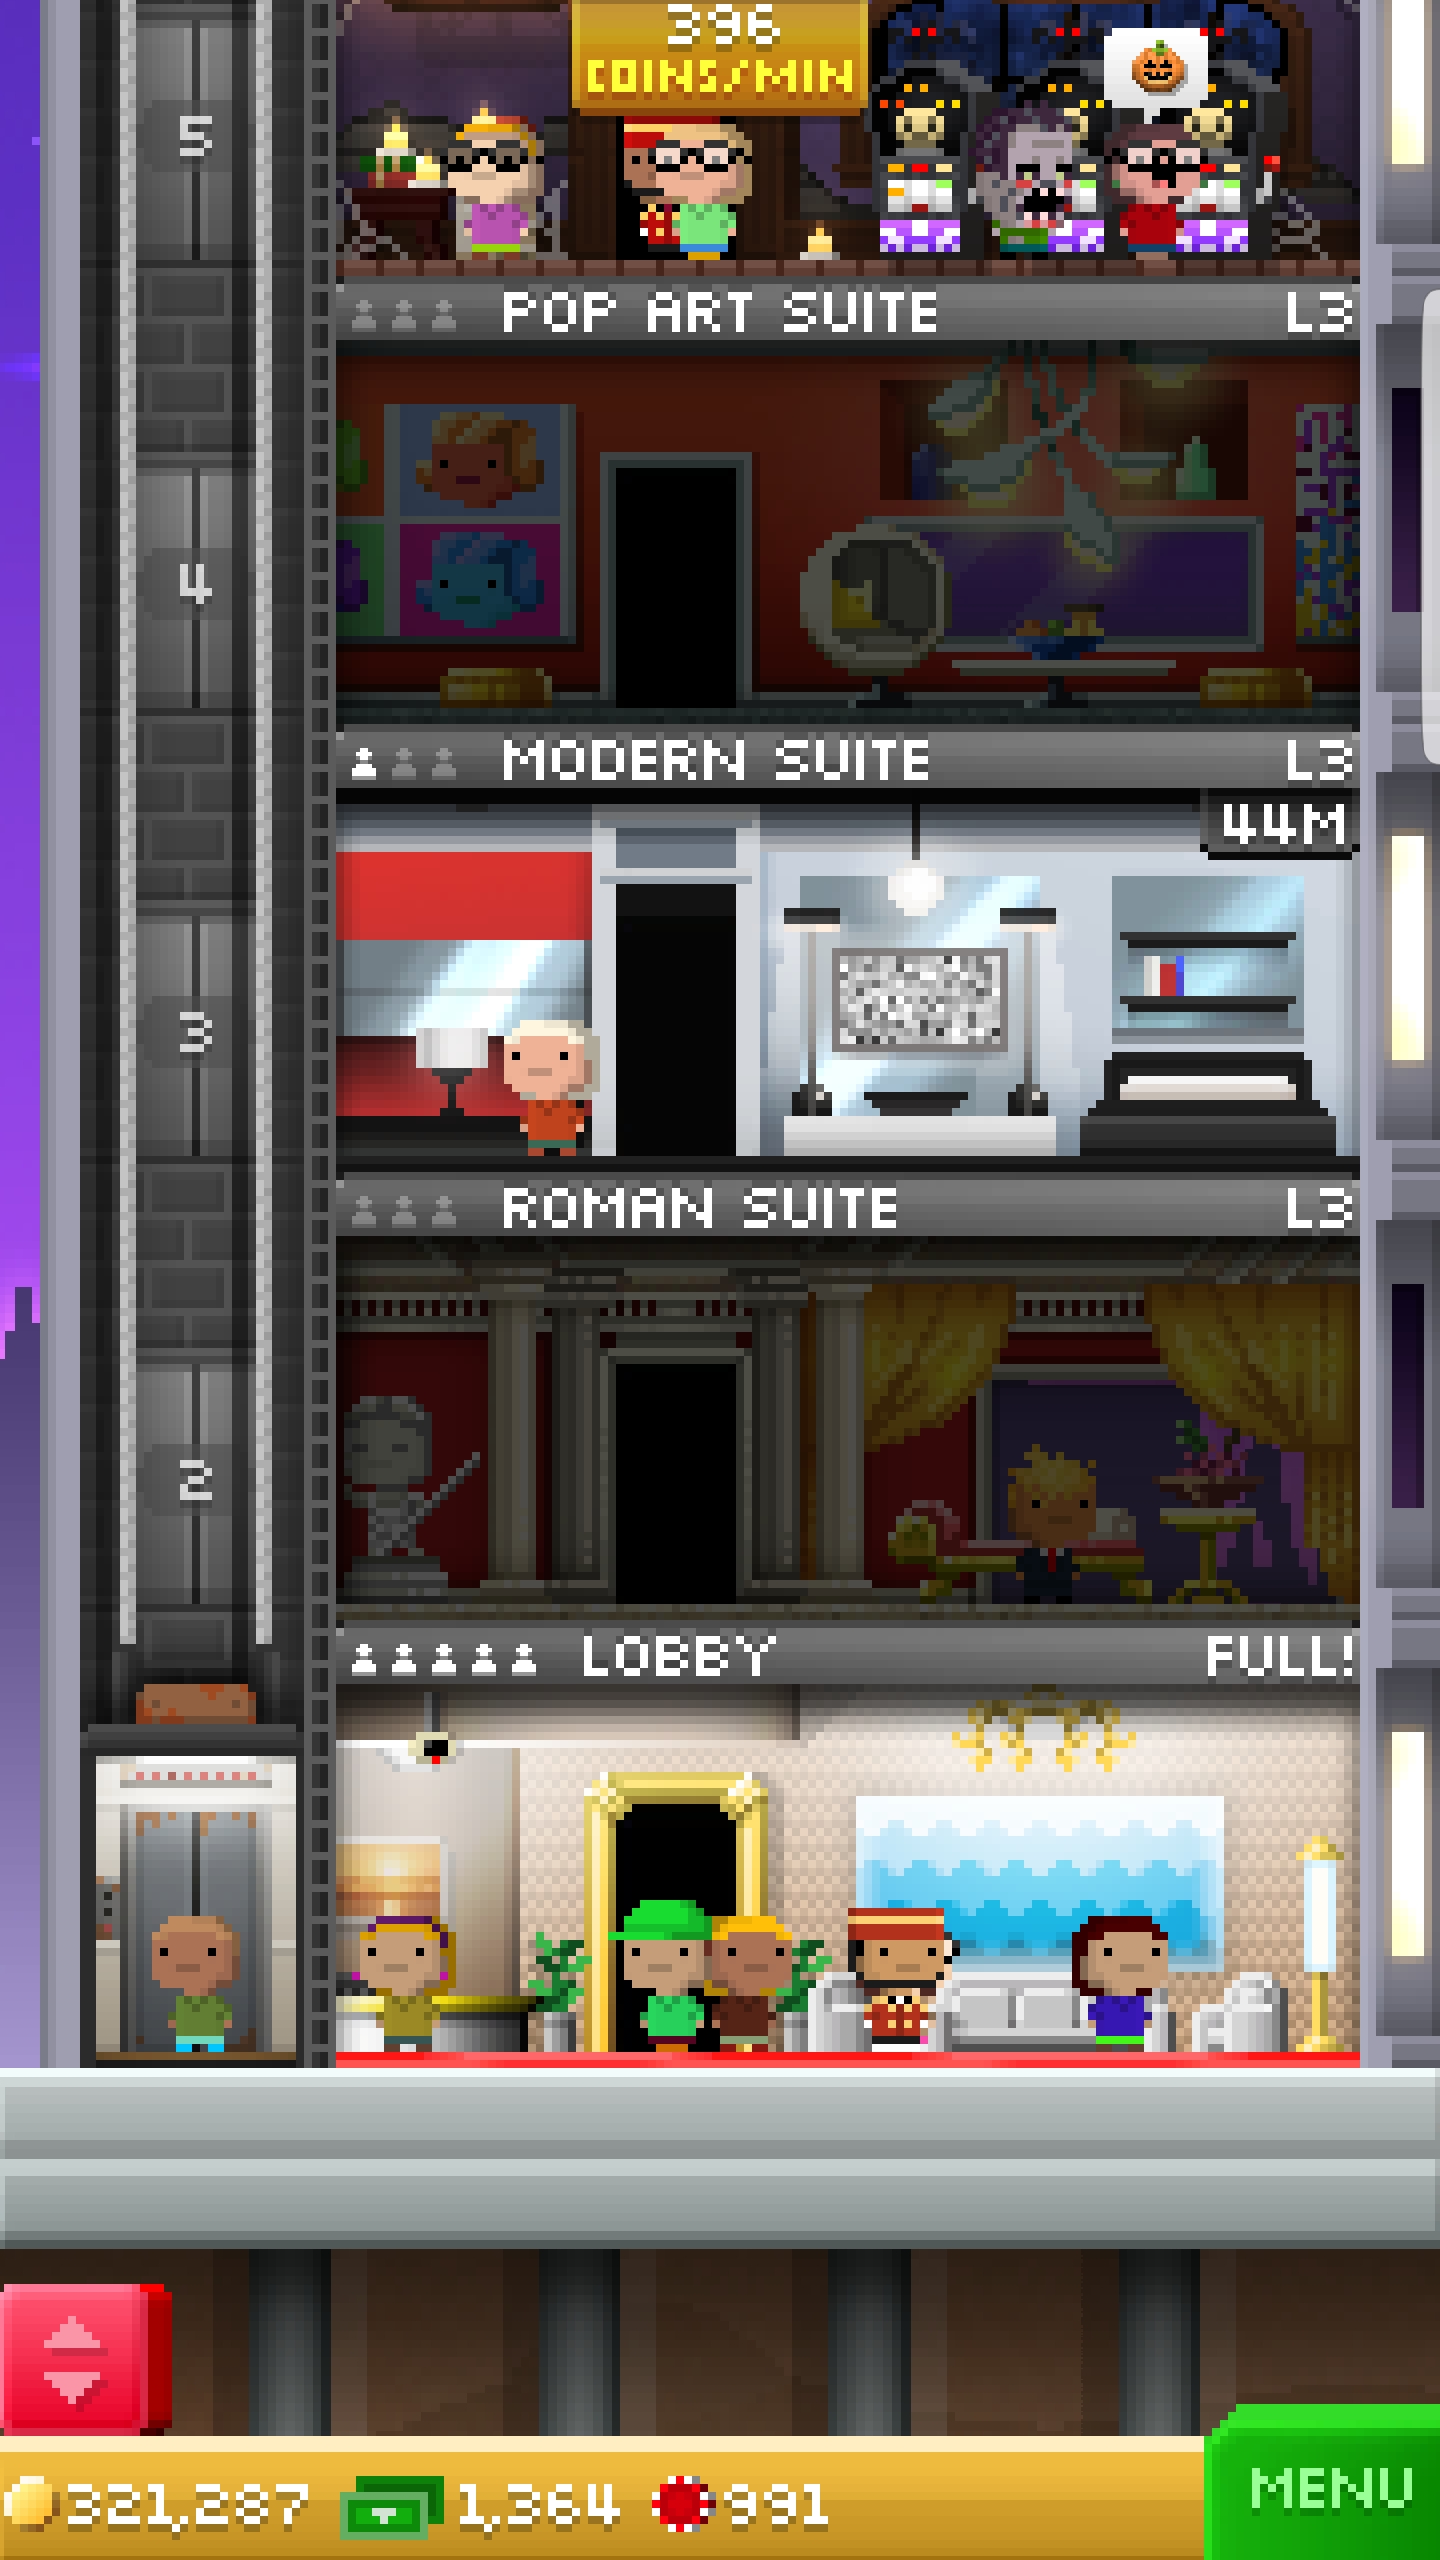 396
COINS/MIN
5
POP ART SUITE L3
4
MODERN SUITE L3
44M
3
ROMAN SUITE L3
2
LOBBY FULL!
321,287 1,364 991
MENU